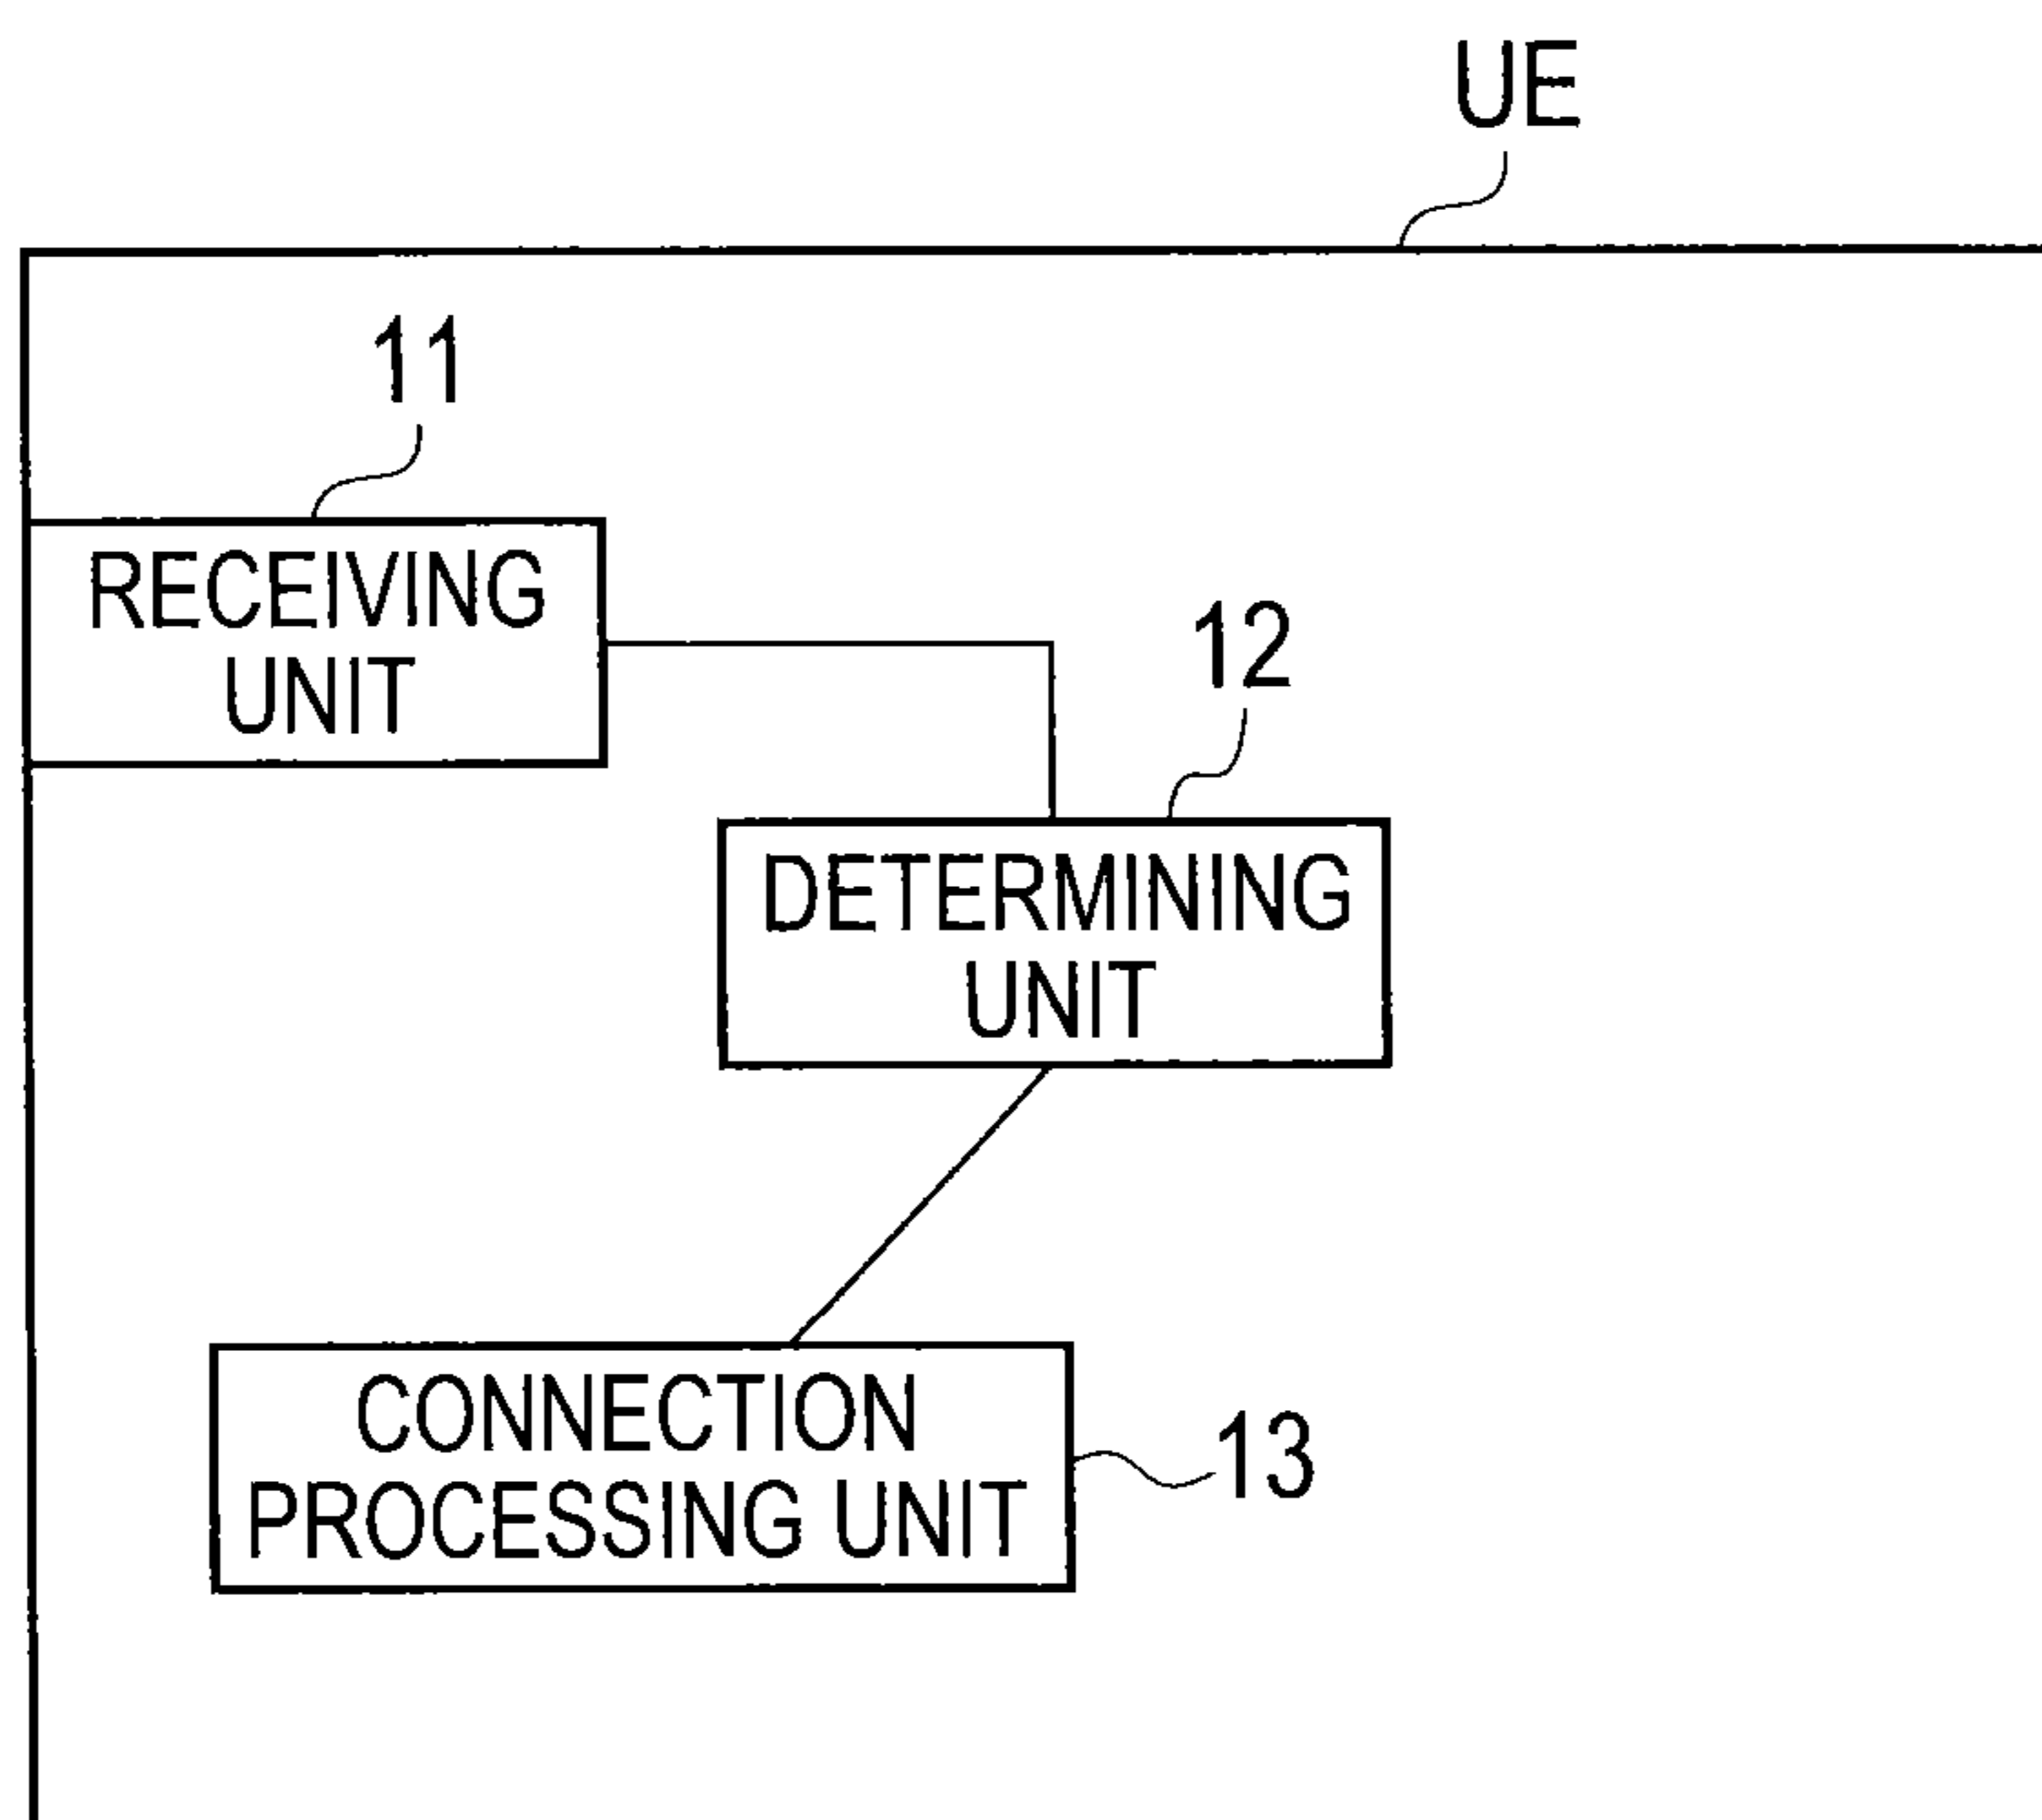 UE
11
RECEIVING
UNIT
12
DETERMINING
UNIT
CONNECTION
PROCESSING UNIT
13